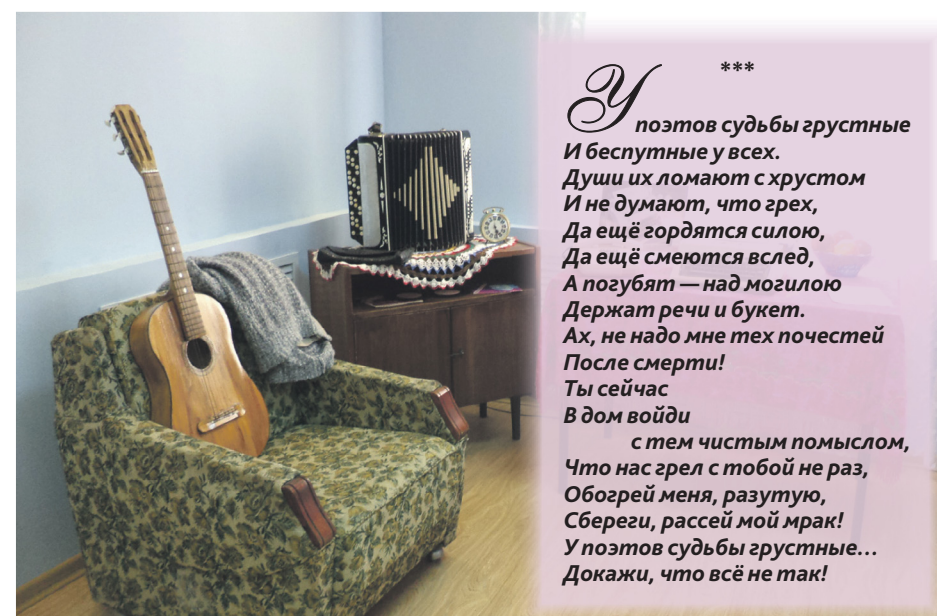 ***
У поэтов судьбы грустные
И беспутные у всех.
Души их ломают с хрустом
И не думают, что грех,
Да ещё гордятся силою,
Да ещё смеются вслед,
А погубят — над могилою
Держат речи и букет.
Ах, не надо мне тех почестей
После смерти!
Ты сейчас
В дом войди
с тем чистым помыслом,
Что нас грел с тобой не раз,
Обогрей меня, разутую,
Сбереги, рассей мой мрак!
У поэтов судьбы грустные...
Докажи, что всё не так!